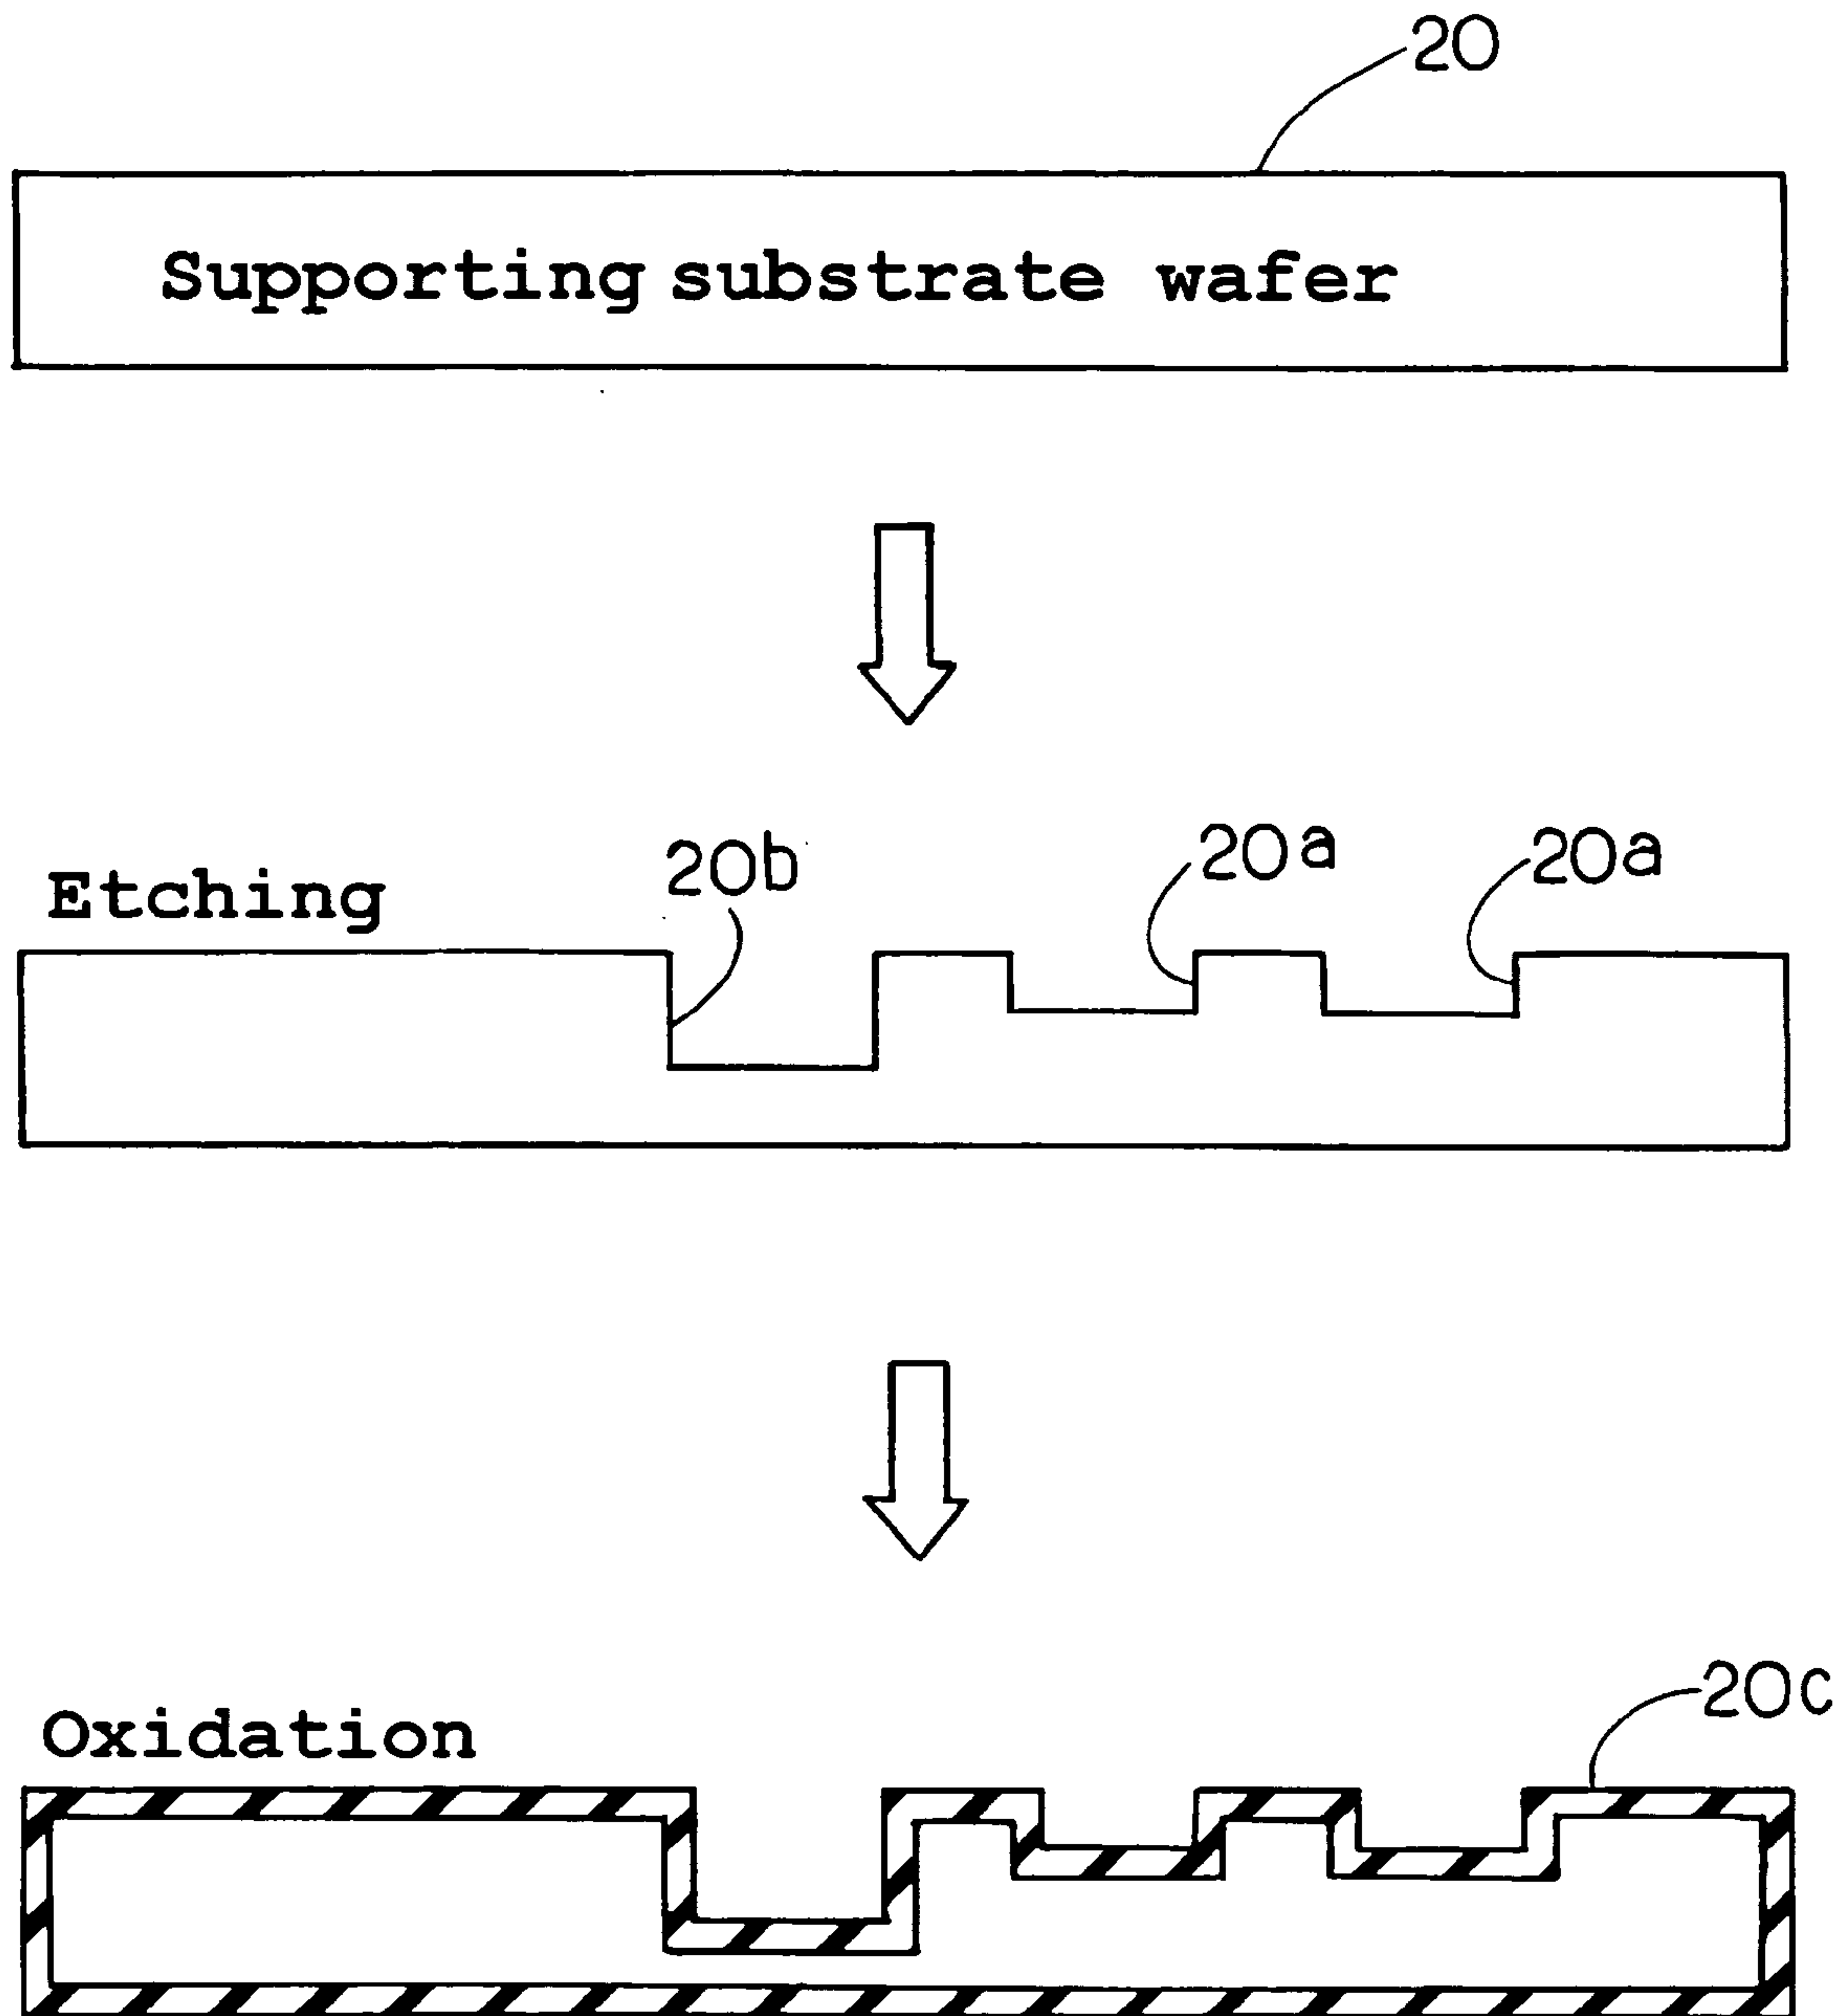 20
Supporting substrate wafer
Etching
20b
20a
20a
Oxidation
20c